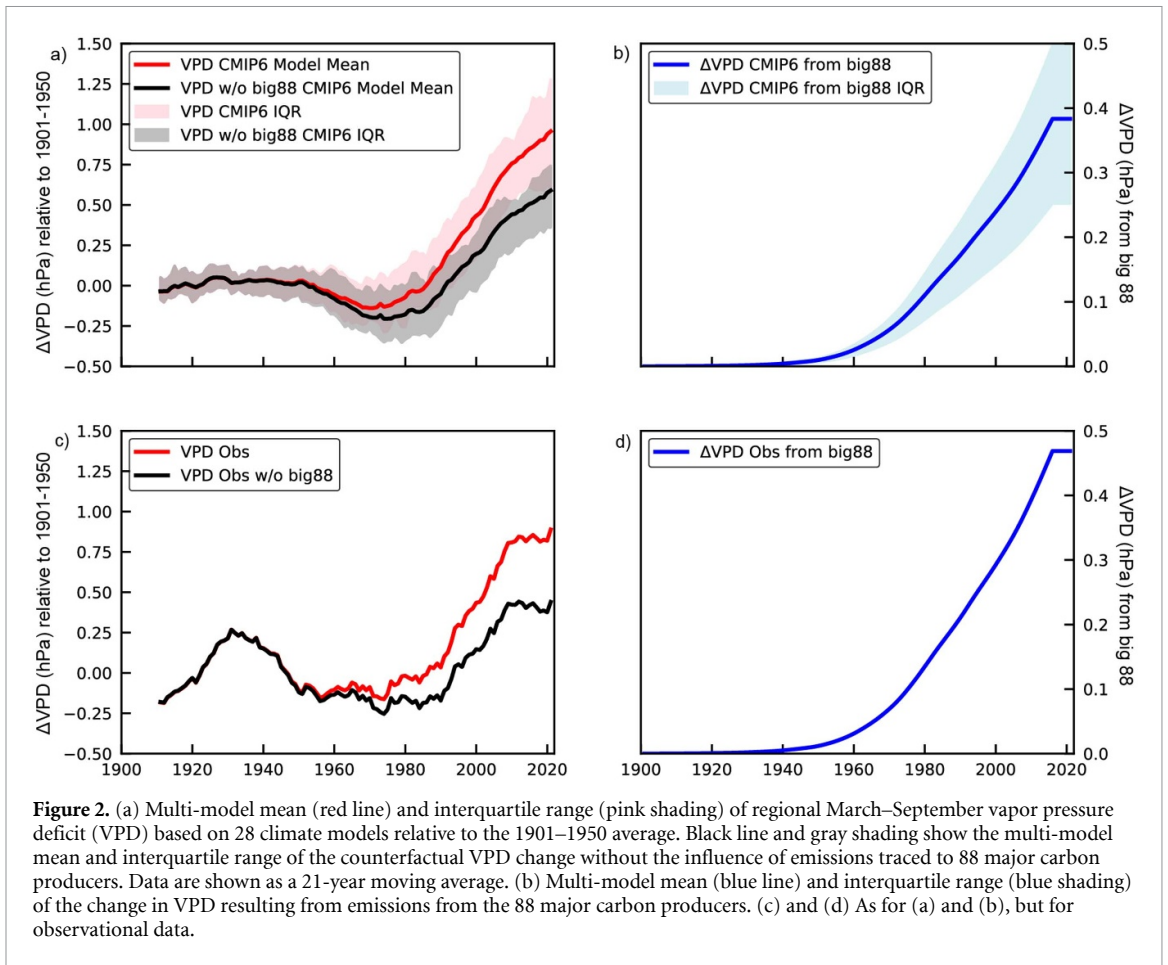 a)
1.50
1.25
1.00
0.75
0.50
0.25
0.00
−0.25
−0.50
ΔVPD (hPa) relative to 1901-1950
VPD CMIP6 Model Mean
VPD w/o big88 CMIP6 Model Mean
VPD CMIP6 IQR
VPD w/o big88 CMIP6 IQR
b)
ΔVPD CMIP6 from big88
ΔVPD CMIP6 from big88 IQR
0.5
0.4
0.3
0.2
0.1
0.0
ΔVPD (hPa) from big 88
c)
1.50
1.25
1.00
0.75
0.50
0.25
0.00
−0.25
−0.50
ΔVPD (hPa) relative to 1901-1950
VPD Obs
VPD Obs w/o big88
1900 1920 1940 1960 1980 2000 2020
d)
ΔVPD Obs from big88
0.5
0.4
0.3
0.2
0.1
0.0
ΔVPD (hPa) from big 88
1900 1920 1940 1960 1980 2000 2020
Figure 2. (a) Multi-model mean (red line) and interquartile range (pink shading) of regional March–September vapor pressure
deficit (VPD) based on 28 climate models relative to the 1901–1950 average. Black line and gray shading show the multi-model
mean and interquartile range of the counterfactual VPD change without the influence of emissions traced to 88 major carbon
producers. Data are shown as a 21-year moving average. (b) Multi-model mean (blue line) and interquartile range (blue shading)
of the change in VPD resulting from emissions from the 88 major carbon producers. (c) and (d) As for (a) and (b), but for
observational data.